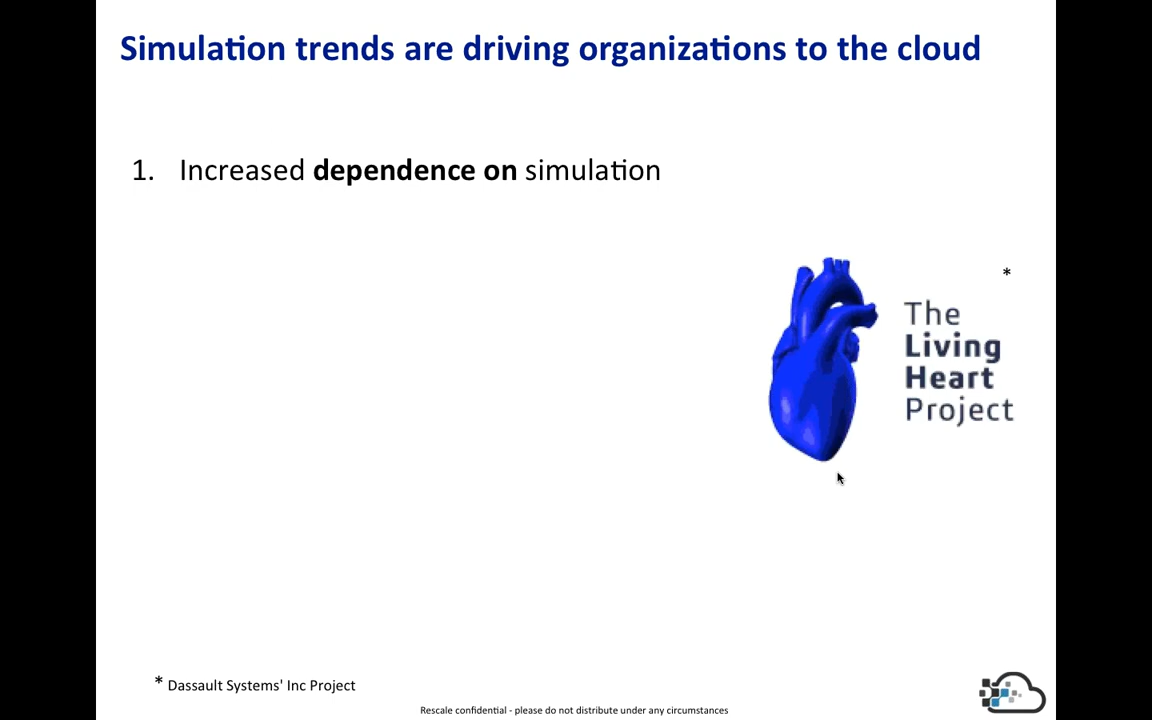 Simulation trends are driving organizations to the cloud
1. Increased dependence on simulation
*
The
Living
Heart
Project
* Dassault Systems' Inc Project
Rescale confidential - please do not distribute under any circumstances